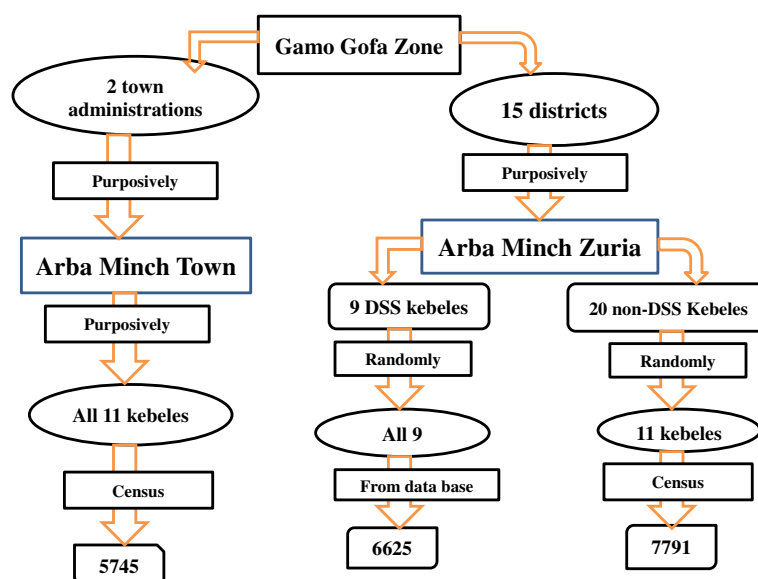 Gamo Gofa Zone
2 town
administrations
15 districts
Purposively
Purposively
Arba Minch Town
Arba Minch Zuria
9 DSS kebeles
20 non-DSS Kebeles
Purposively
Randomly
Randomly
All 11 kebeles
All 9
11 kebeles
Census
From data base
Census
5745
6625
7791